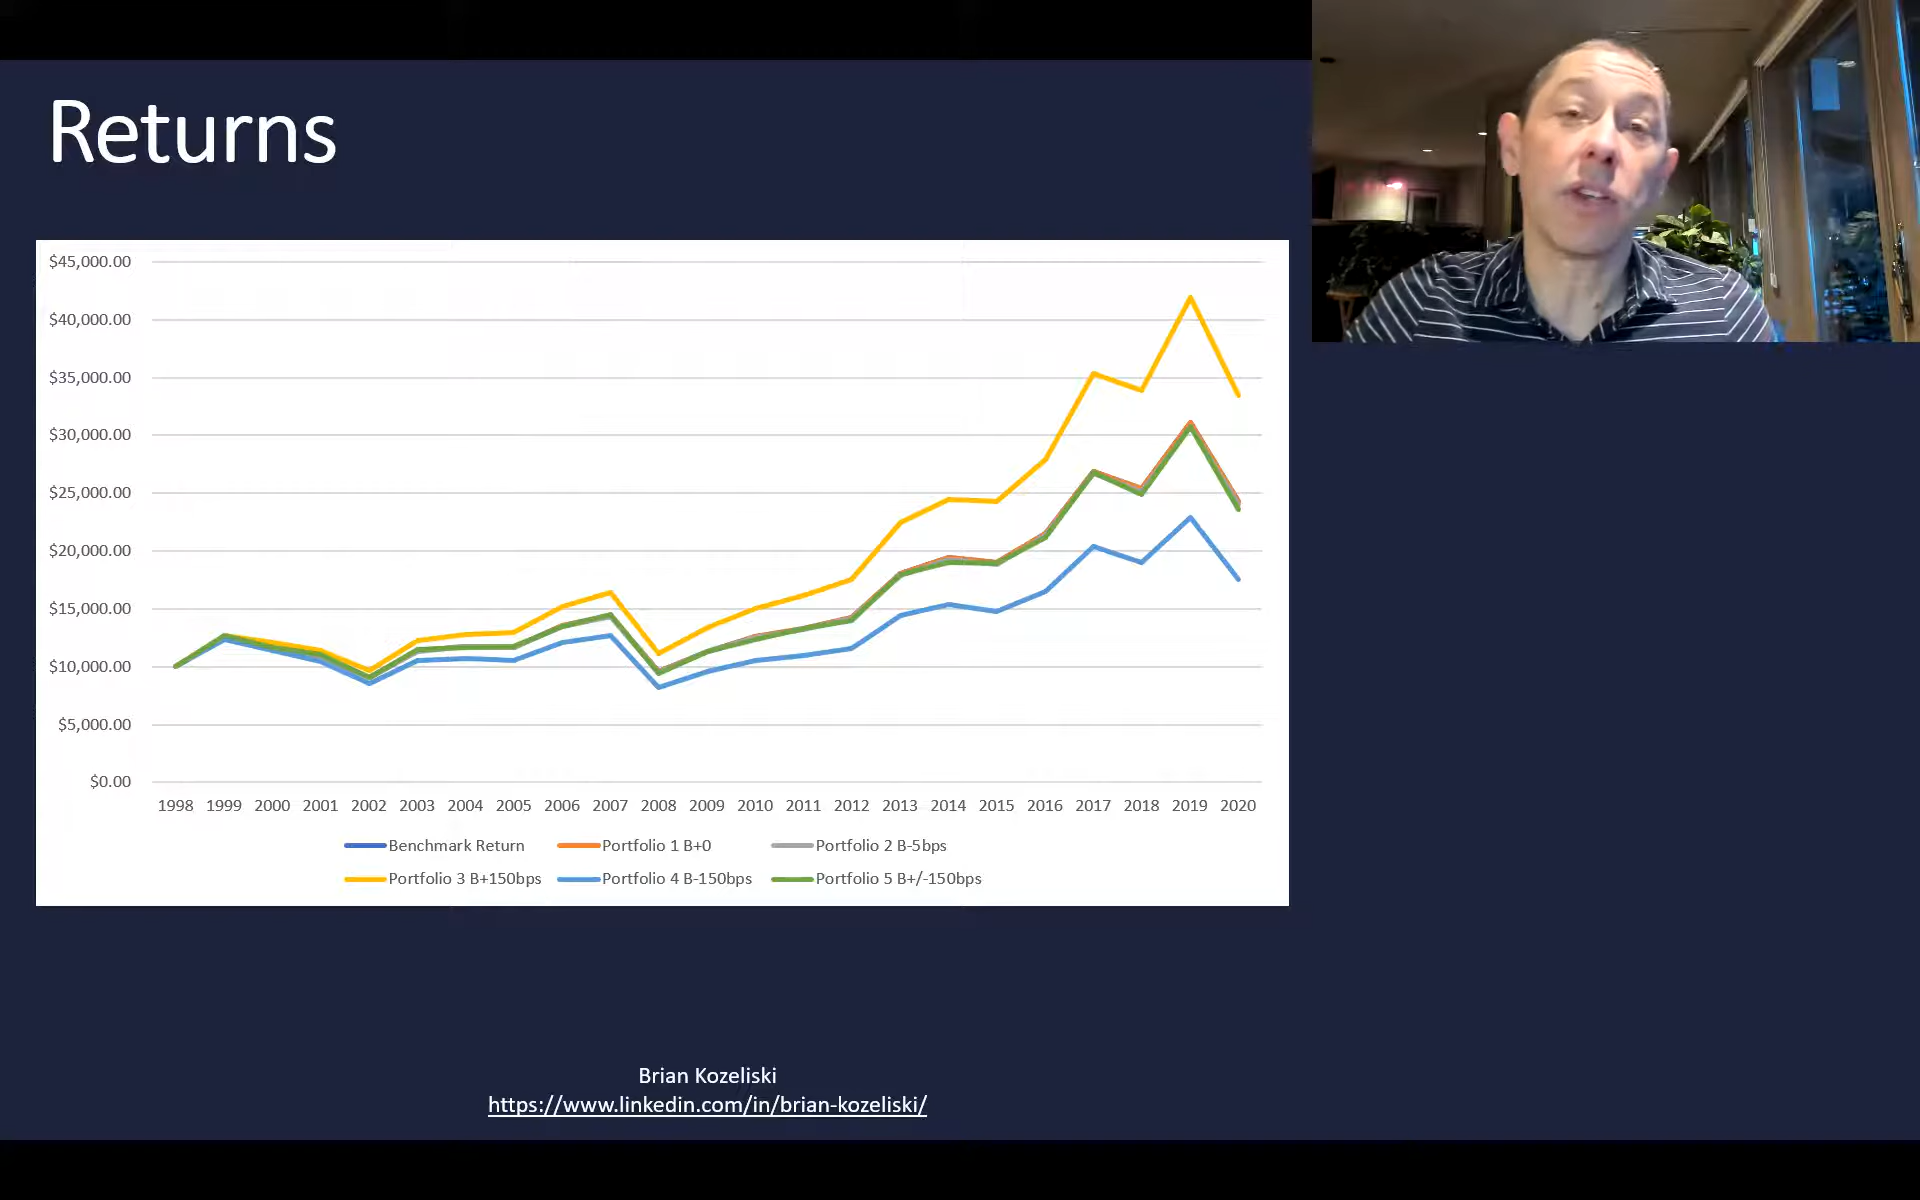 Returns
$45,000.00
$40,000.00
$35,000.00
$30,000.00
$25,000.00
$20,000.00
$15,000.00
$10,000.00
$5,000.00
$0.00
1998 1999 2000 2001 2002 2003 2004 2005 2006 2007 2008 2009 2010 2011 2012 2013 2014 2015 2016 2017 2018 2019 2020
Benchmark Return Portfolio 1 B+0 Portfolio 2 B-5bps
Portfolio 3 B+150bps Portfolio 4 B-150bps Portfolio 5 B+/-150bps
Brian Kozeliski
https://www.linkedin.com/in/brian-kozeliski/